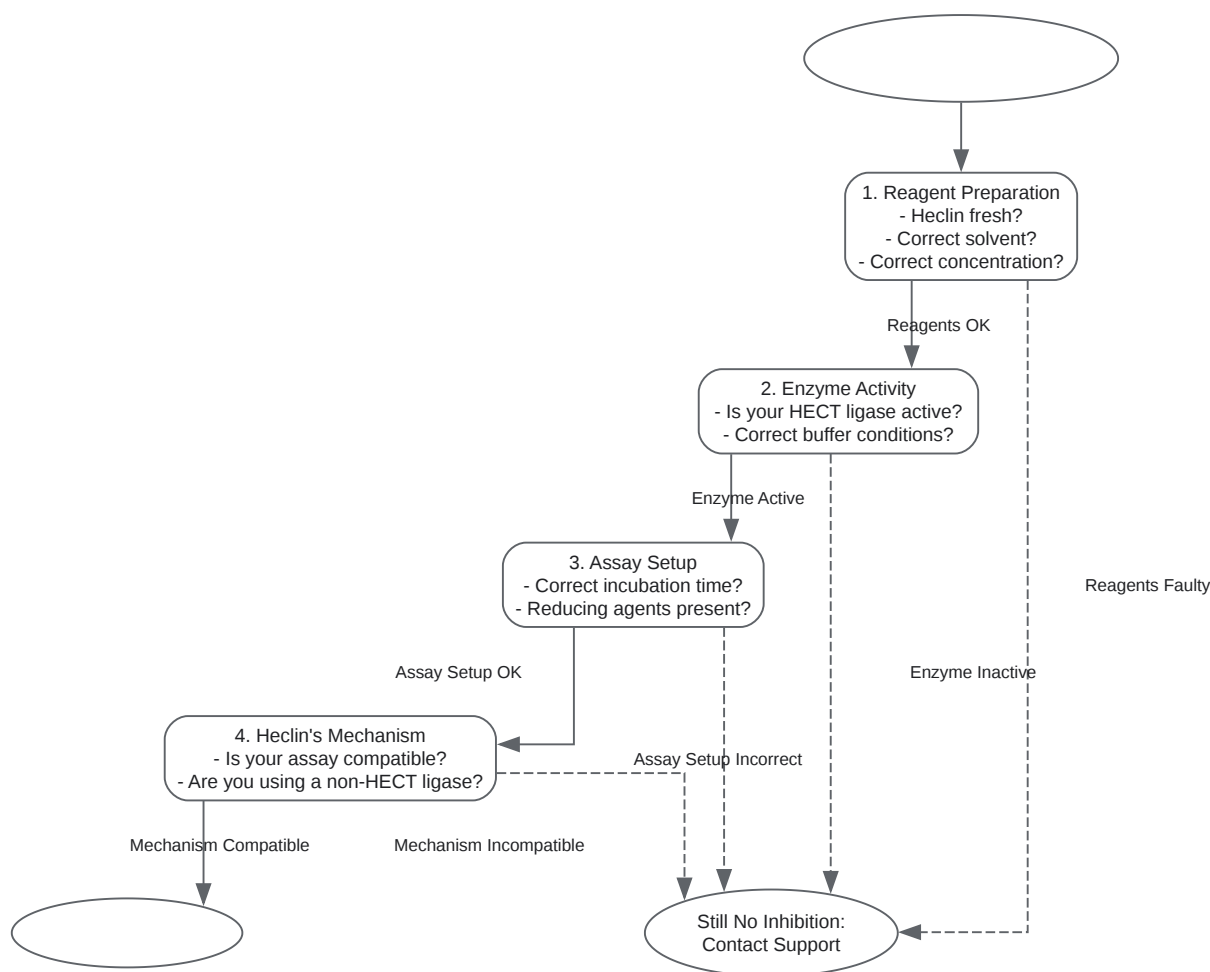 1. Reagent Preparation
- Heclin fresh?
- Correct solvent?
- Correct concentration?
Reagents OK
2. Enzyme Activity
- Is your HECT ligase active?
- Correct buffer conditions?
Enzyme Active
3. Assay Setup
- Correct incubation time?
- Reducing agents present?
Reagents Faulty
Assay Setup OK
Enzyme Inactive
4. Heclin's Mechanism
- Is your assay compatible?
- Are you using a non-HECT ligase?
Assay Setup Incorrect
Mechanism Compatible
Mechanism Incompatible
Still No Inhibition:
Contact Support